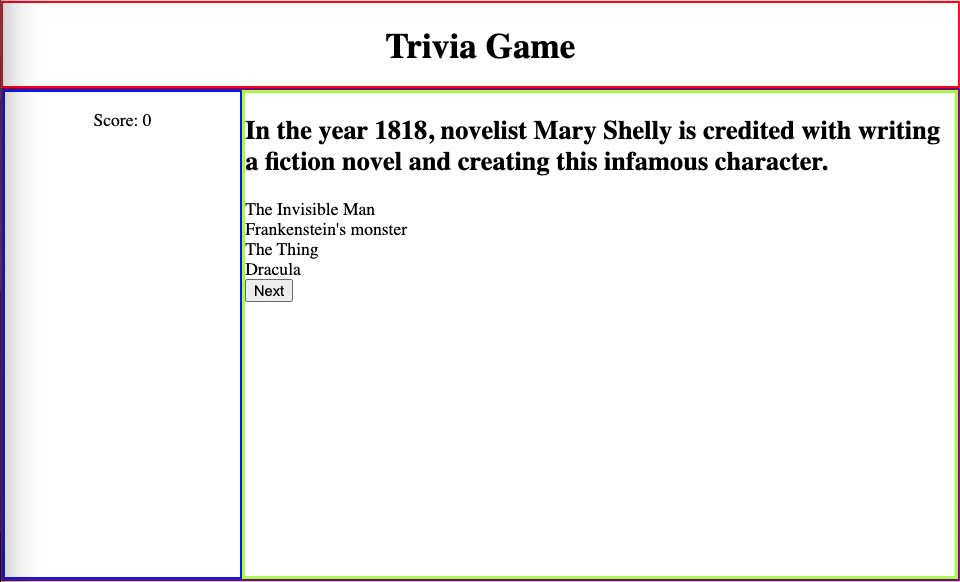 Trivia Game
Score: 0
In the year 1818, novelist Mary Shelly is credited with writing
a fiction novel and creating this infamous character.
The Invisible Man
Frankenstein's monster
The Thing
Dracula
Next